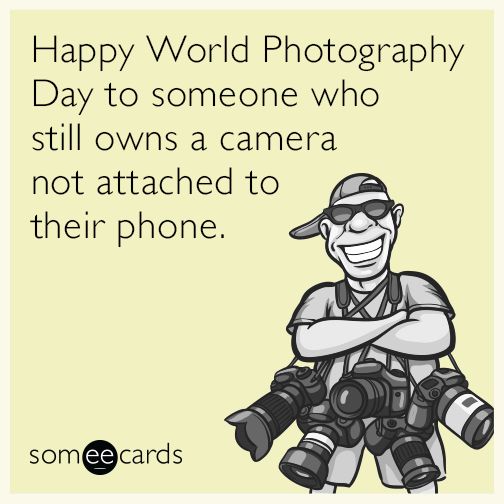 Happy World Photography
Day to someone who
still owns a camera
not attached to
their phone.
someecards